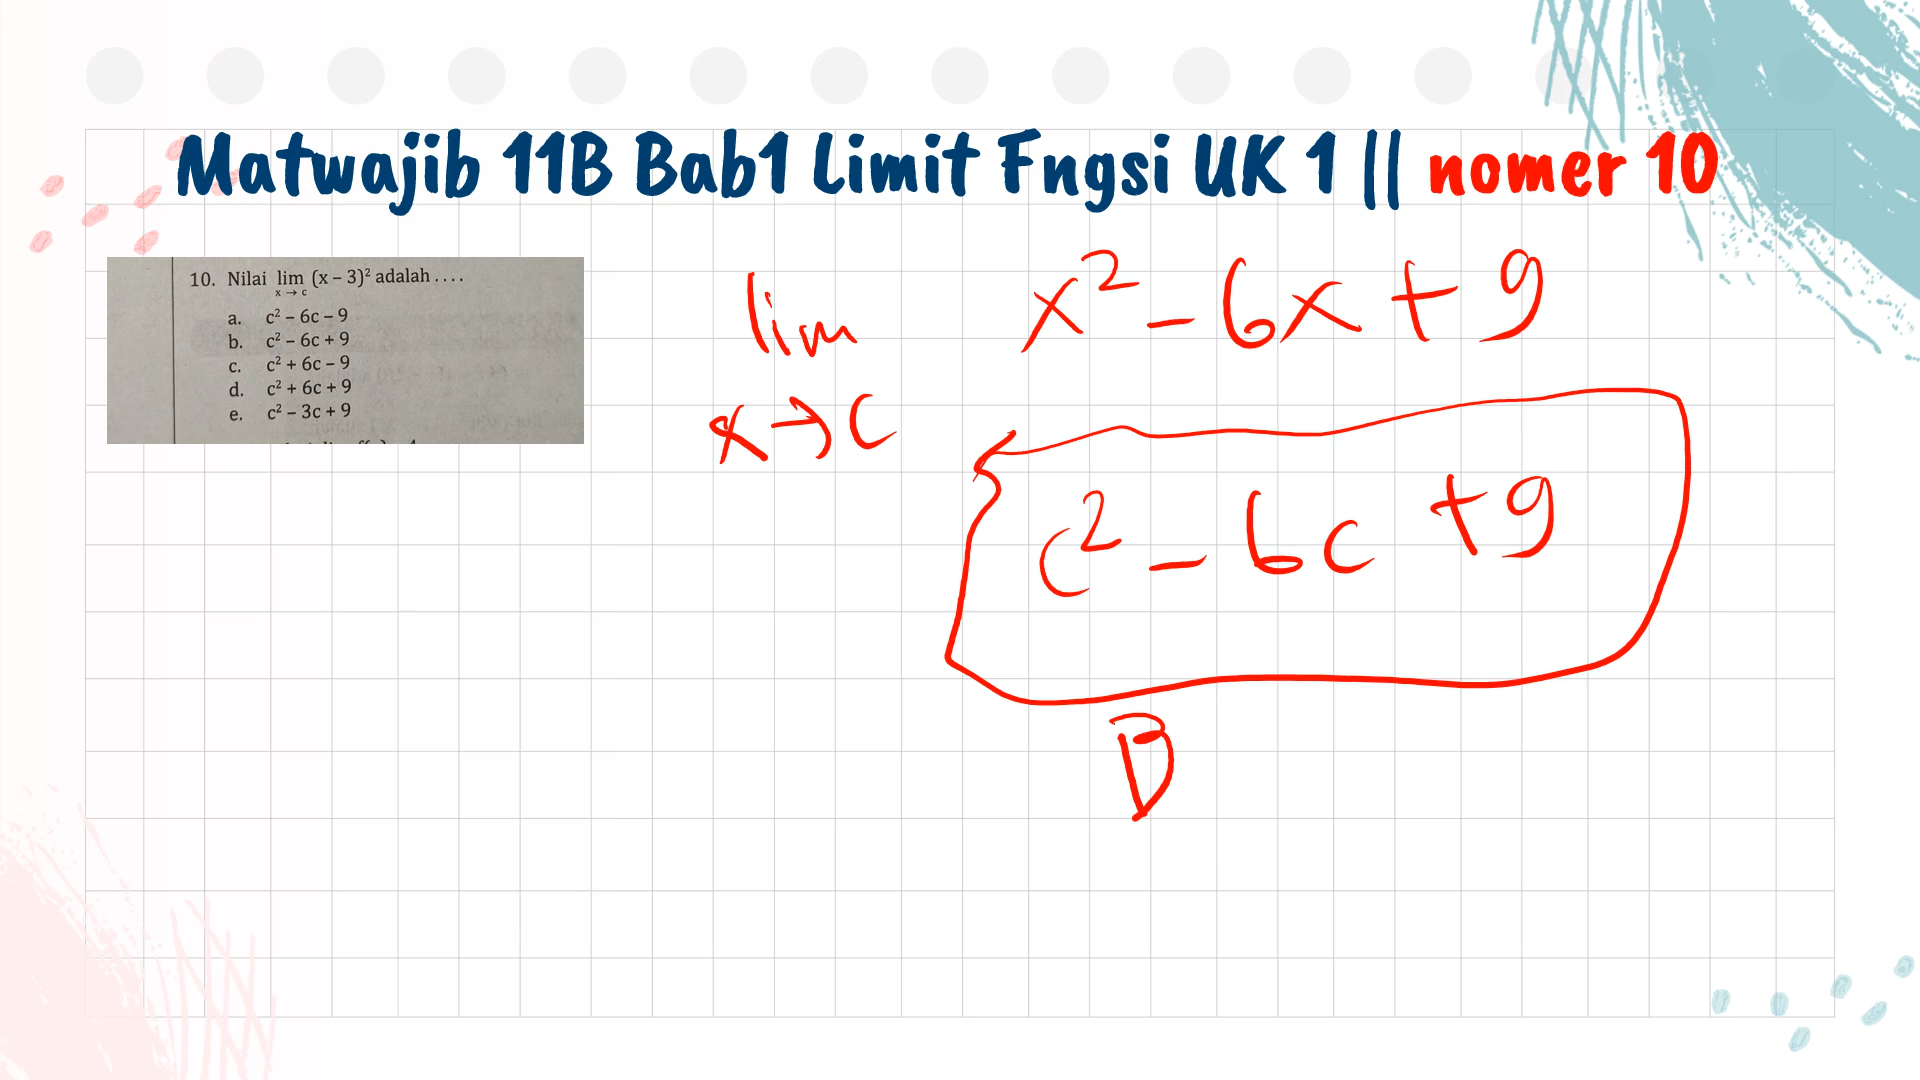 Matwajib 11B Bab1 Limit Fngsi UK 1 || nomer 10
10. Nilai lim (x – 3)² adalah . . . .
x → c
a. c² – 6c – 9
b. c² – 6c + 9
c. c² + 6c – 9
d. c² + 6c + 9
e. c² – 3c + 9
lim x² - 6x + 9
x → c
c² - 6c + 9
B